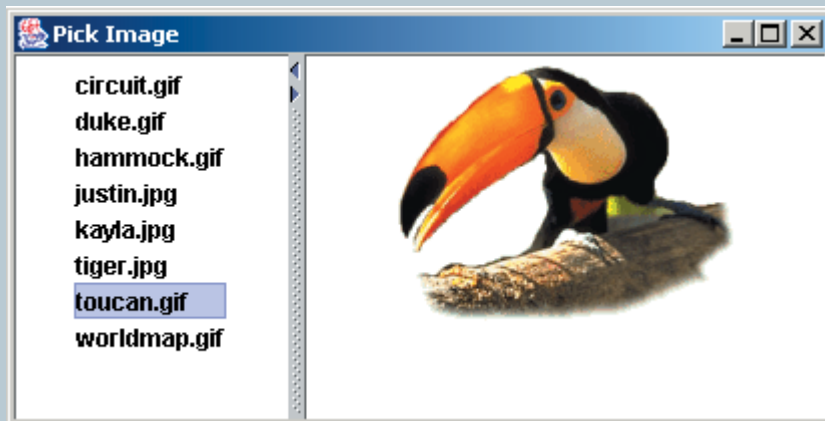 Pick Image
circuit.gif
duke.gif
hammock.gif
justin.jpg
kayla.jpg
tiger.jpg
toucan.gif
worldmap.gif